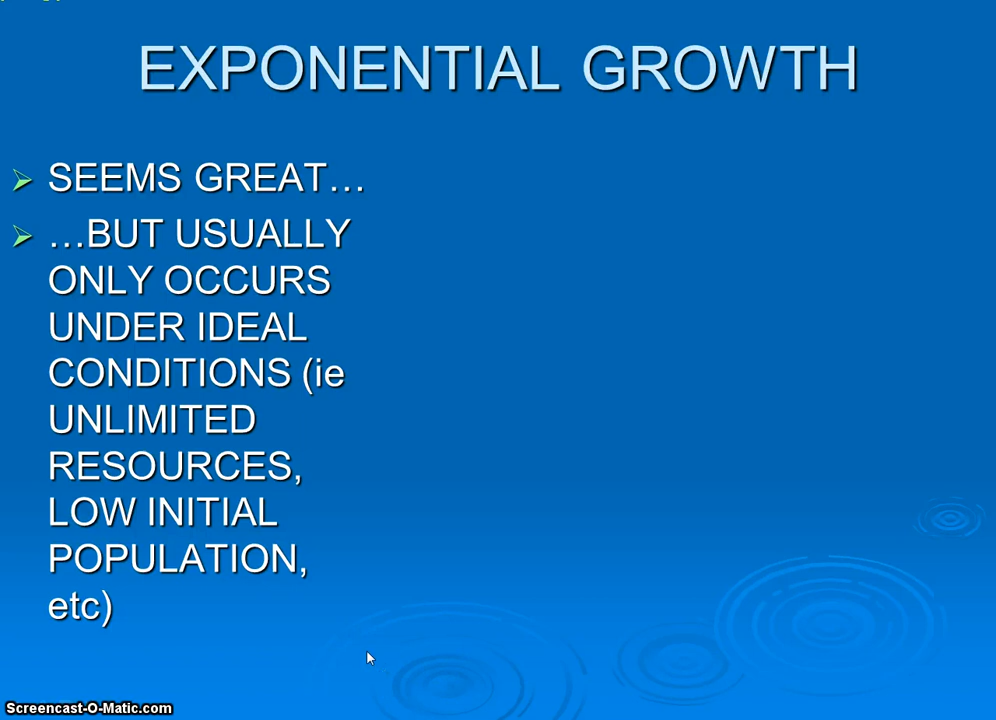 EXPONENTIAL GROWTH
SEEMS GREAT…
…BUT USUALLY
ONLY OCCURS
UNDER IDEAL
CONDITIONS (ie
UNLIMITED
RESOURCES,
LOW INITIAL
POPULATION,
etc)
Screencast-O-Matic.com